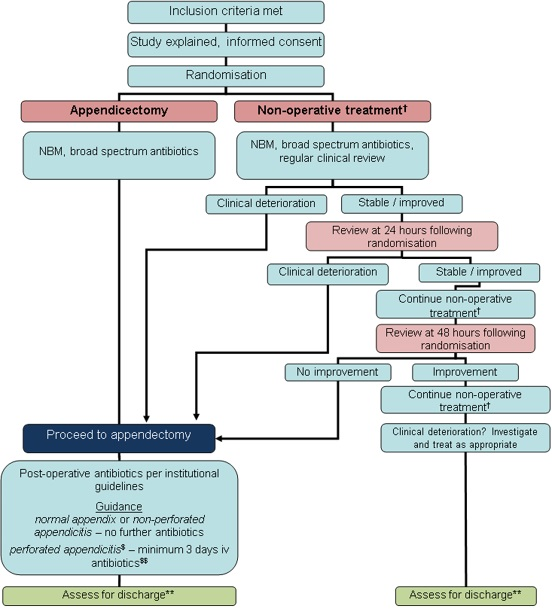 Inclusion criteria met
Study explained, informed consent
Randomisation
Appendicectomy
Non-operative treatment†
NBM, broad spectrum antibiotics
NBM, broad spectrum antibiotics,
regular clinical review
Clinical deterioration
Stable / improved
Review at 24 hours following
randomisation
Clinical deterioration
Stable / improved
Continue non-operative
treatment†
Review at 48 hours following
randomisation
No improvement
Improvement
Continue non-operative
treatment†
Proceed to appendectomy
Clinical deterioration? Investigate
and treat as appropriate
Post-operative antibiotics per institutional
guidelines
Guidance
normal appendix or non-perforated
appendicitis – no further antibiotics
perforated appendicitis$ – minimum 3 days iv
antibiotics$$
Assess for discharge**
Assess for discharge**